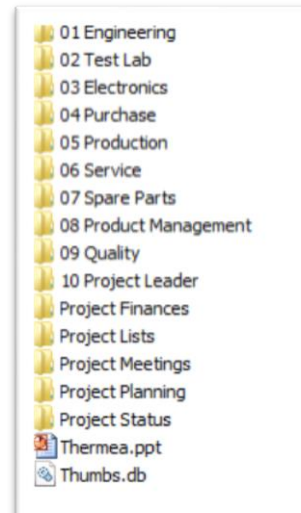 01 Engineering
02 Test Lab
03 Electronics
04 Purchase
05 Production
06 Service
07 Spare Parts
08 Product Management
09 Quality
10 Project Leader
Project Finances
Project Lists
Project Meetings
Project Planning
Project Status
Thermea.ppt
Thumbs.db